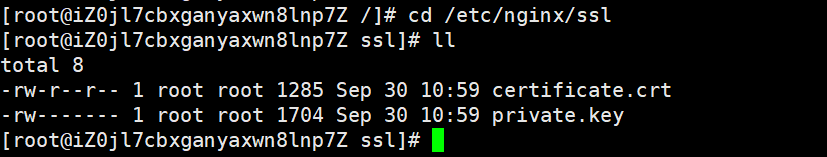 [root@iZ0jl7cbxganyaxwn8lnp7Z /]# cd /etc/nginx/ssl
[root@iZ0jl7cbxganyaxwn8lnp7Z ssl]# ll
total 8
-rw-r--r-- 1 root root 1285 Sep 30 10:59 certificate.crt
-rw------- 1 root root 1704 Sep 30 10:59 private.key
[root@iZ0jl7cbxganyaxwn8lnp7Z ssl]#